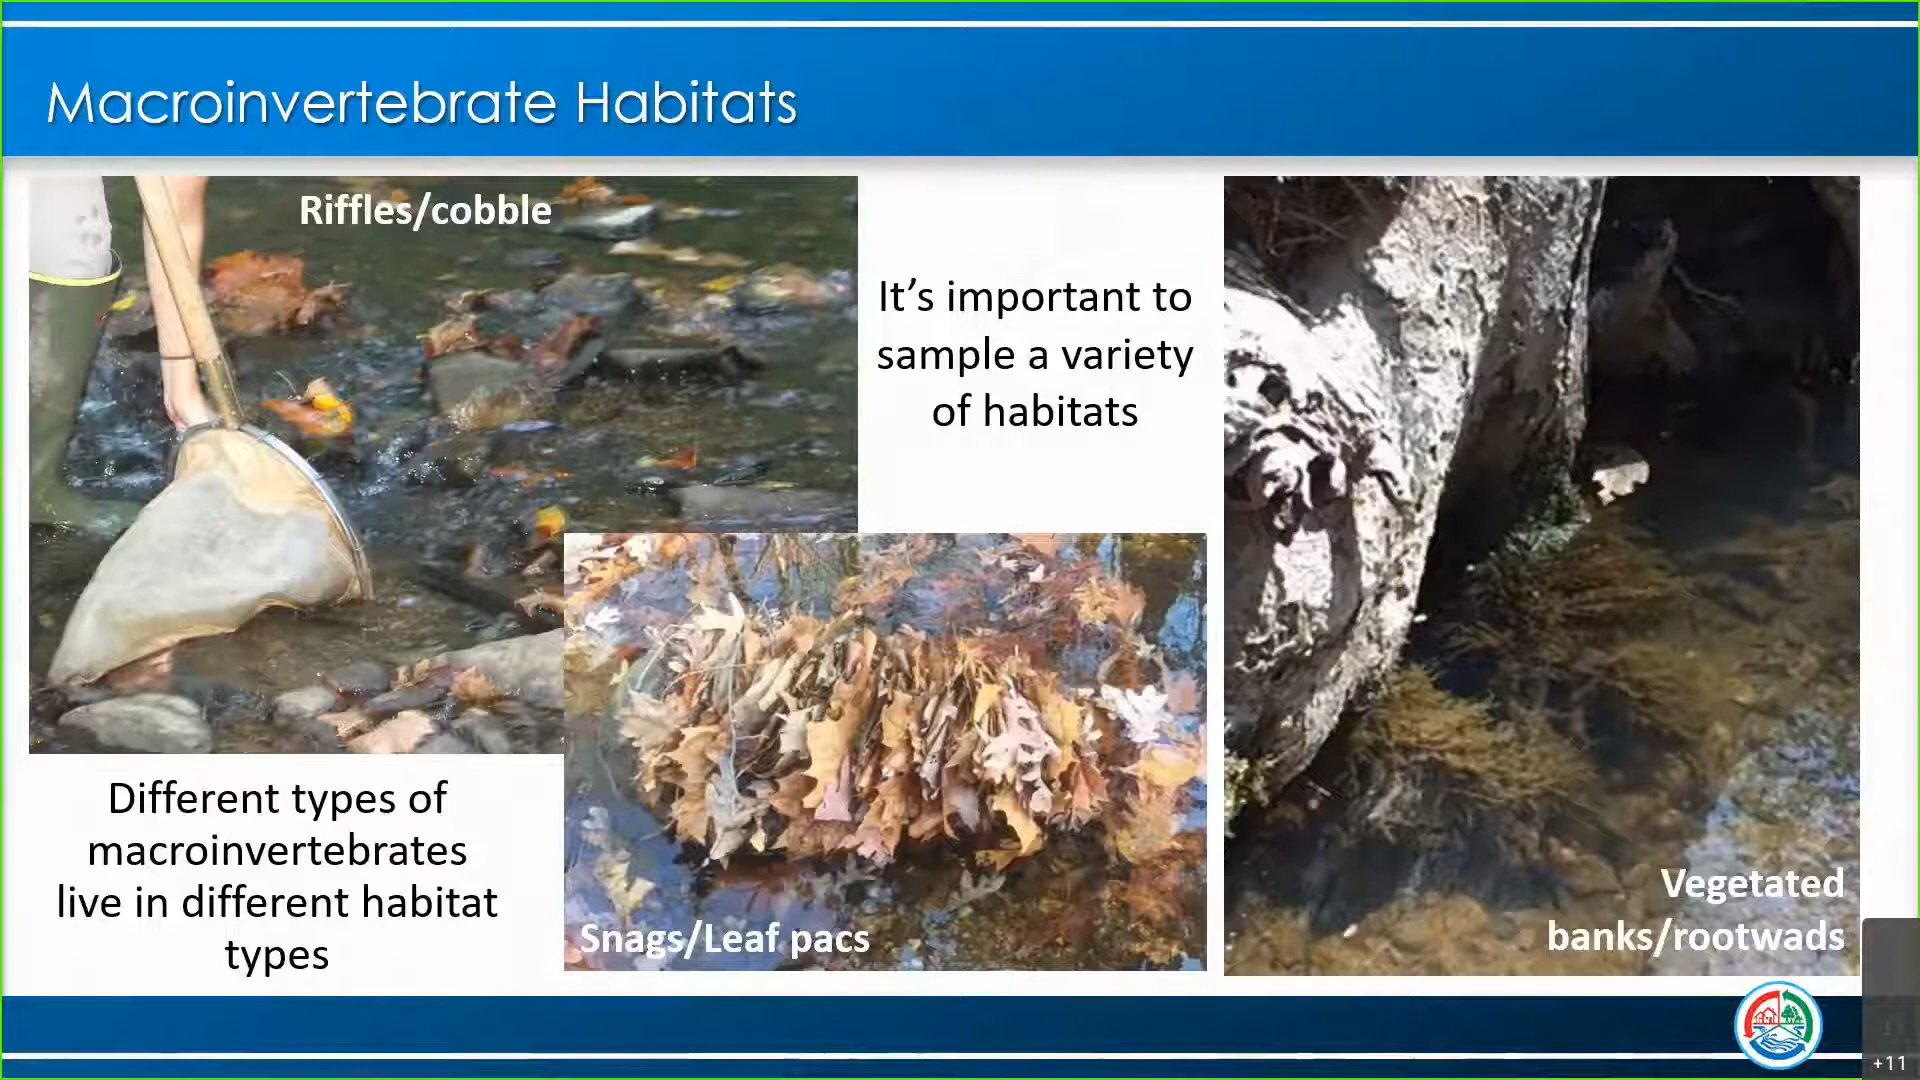 Macroinvertebrate Habitats
Riffles/cobble
It’s important to
sample a variety
of habitats
Different types of
macroinvertebrates
live in different habitat
types
Snags/Leaf pacs
Vegetated
banks/rootwads
+11